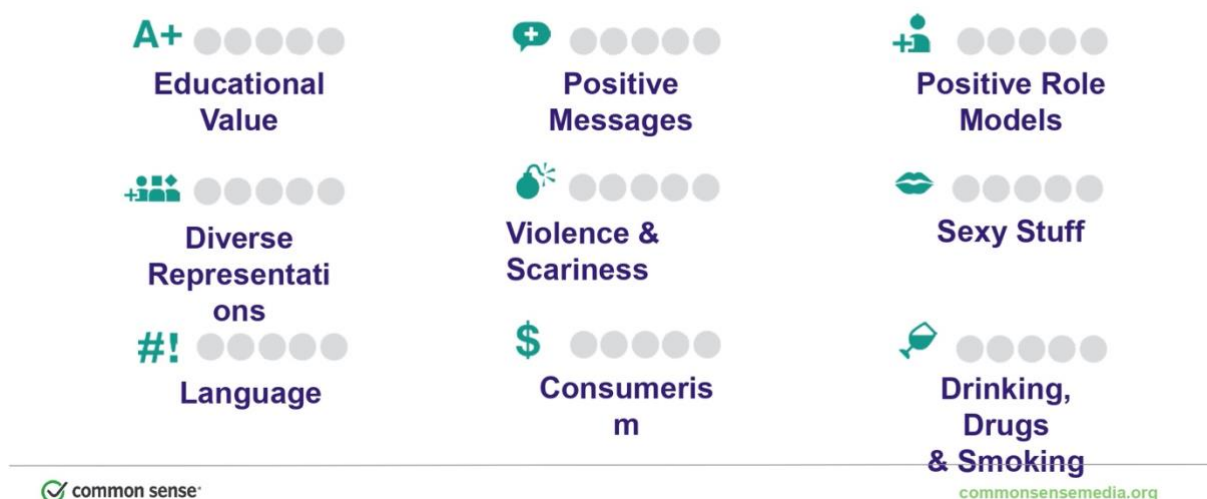 A+
Educational
Value
Positive
Messages
Positive Role
Models
Diverse
Representati
ons
Violence &
Scariness
Sexy Stuff
#!
Language
$
Consumeris
m
Drinking,
Drugs
& Smoking
common sense
commonsensemedia.org